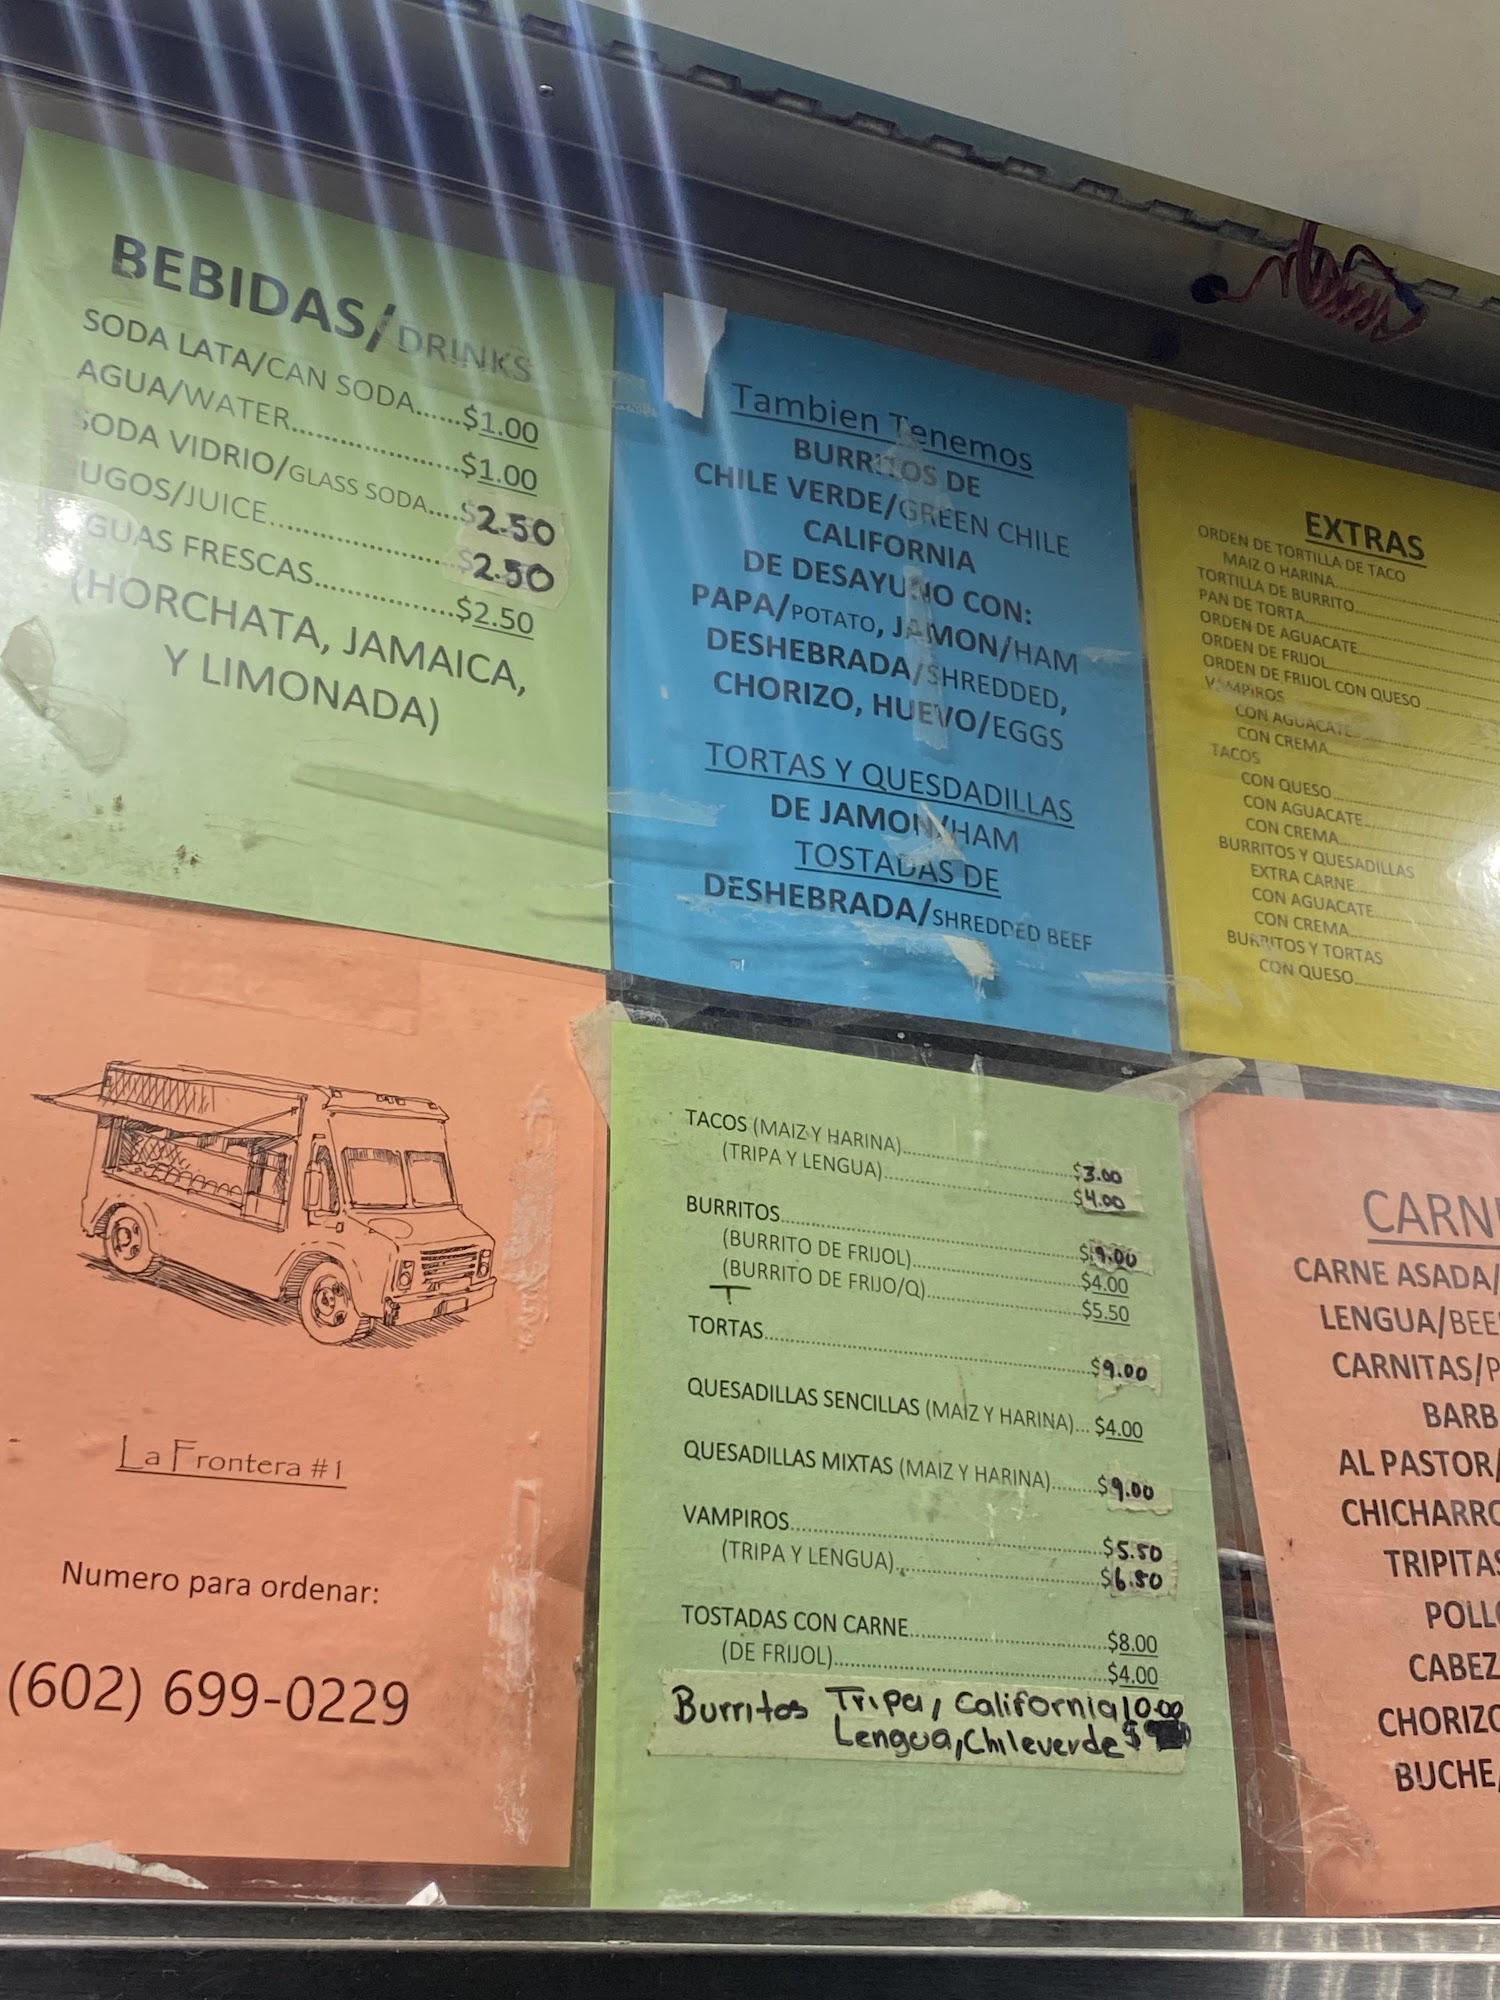 BEBIDAS/DRINKS
SODA LATA/CAN SODA.....$1.00
AGUA/WATER.........................$1.00
SODA VIDRIO/GLASS SODA....$2.50
JUGOS/JUICE..........................$2.50
AGUAS FRESCAS.....................$2.50
(HORCHATA, JAMAICA,
Y LIMONADA)
Tambien Tenemos
BURRITOS DE
CHILE VERDE/GREEN CHILE
CALIFORNIA
DE DESAYUNO CON:
PAPA/POTATO, JAMON/HAM
DESHEBRADA/SHREDDED,
CHORIZO, HUEVO/EGGS
TORTAS Y QUESDADILLAS
DE JAMON/HAM
TOSTADAS DE
DESHEBRADA/SHREDDED BEEF
EXTRAS
ORDEN DE TORTILLA DE TACO
MAIZ O HARINA
TORTILLA DE BURRITO
PAN DE TORTA
ORDEN DE AGUACATE
ORDEN DE FRIJOL
ORDEN DE FRIJOL CON QUESO
VAMPIROS
CON AGUACATE
CON CREMA
TACOS
CON QUESO
CON AGUACATE
CON CREMA
BURRITOS Y QUESADILLAS
EXTRA CARNE
CON AGUACATE
CON CREMA
BURRITOS Y TORTAS
CON QUESO
La Frontera #1
Numero para ordenar:
(602) 699-0229
TACOS (MAIZ Y HARINA)..............................$3.00
(TRIPA Y LENGUA)..............................$4.00
BURRITOS..............................$9.00
(BURRITO DE FRIJOL)..............................$4.00
(BURRITO DE FRIJO/Q)..............................$5.50
TORTAS..............................$9.00
QUESADILLAS SENCILLAS (MAIZ Y HARINA)...$4.00
QUESADILLAS MIXTAS (MAIZ Y HARINA).........$9.00
VAMPIROS..............................$5.50
(TRIPA Y LENGUA)..............................$6.50
TOSTADAS CON CARNE..............................$8.00
(DE FRIJOL)..............................$4.00
Burritos Tripa, California 10.00
Lengua, Chileverde $
CARN
CARNE ASADA/
LENGUA/BEE
CARNITAS/P
BARB
AL PASTOR/
CHICHARRO
TRIPITAS
POLLO
CABEZ
CHORIZO
BUCHE/